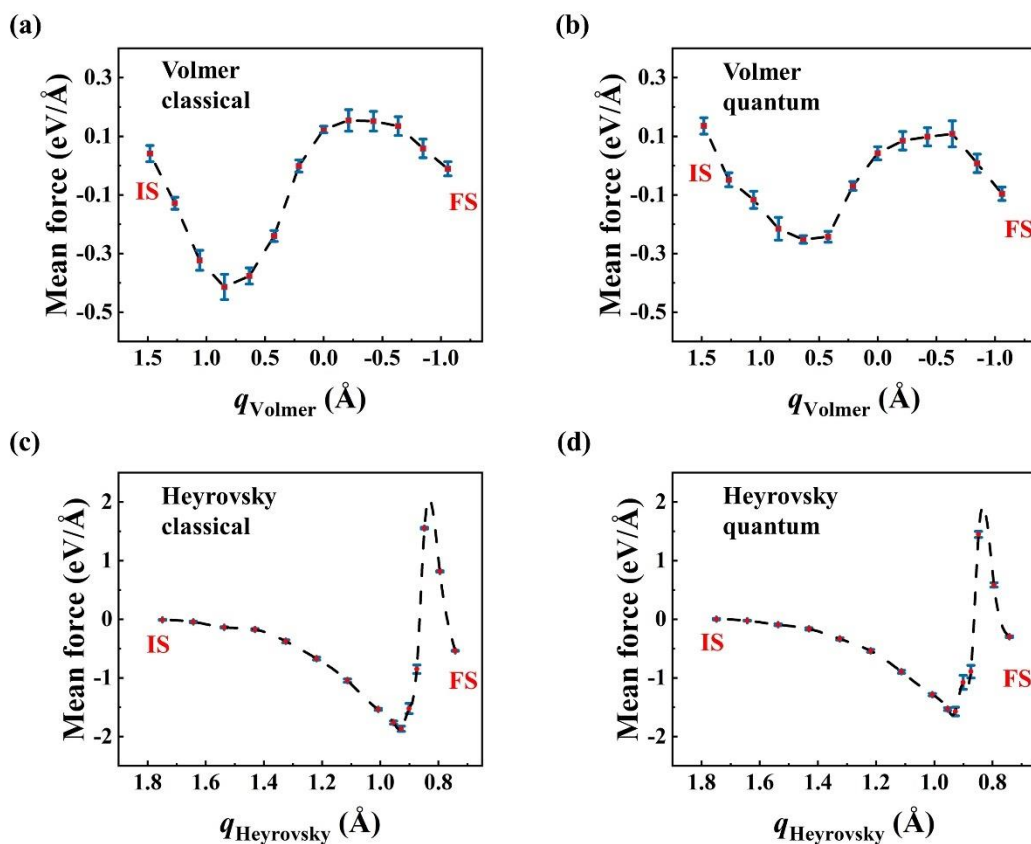 (a)
Volmer
classical
Mean force (eV/Å)
0.3
0.1
-0.1
-0.3
-0.5
IS
FS
1.5 1.0 0.5 0.0 -0.5 -1.0
qVolmer (Å)
(b)
Volmer
quantum
Mean force (eV/Å)
0.3
0.1
-0.1
-0.3
-0.5
IS
FS
1.5 1.0 0.5 0.0 -0.5 -1.0
qVolmer (Å)
(c)
Heyrovsky
classical
Mean force (eV/Å)
2
1
0
-1
-2
IS
FS
1.8 1.6 1.4 1.2 1.0 0.8
qHeyrovsky (Å)
(d)
Heyrovsky
quantum
Mean force (eV/Å)
2
1
0
-1
-2
IS
FS
1.8 1.6 1.4 1.2 1.0 0.8
qHeyrovsky (Å)